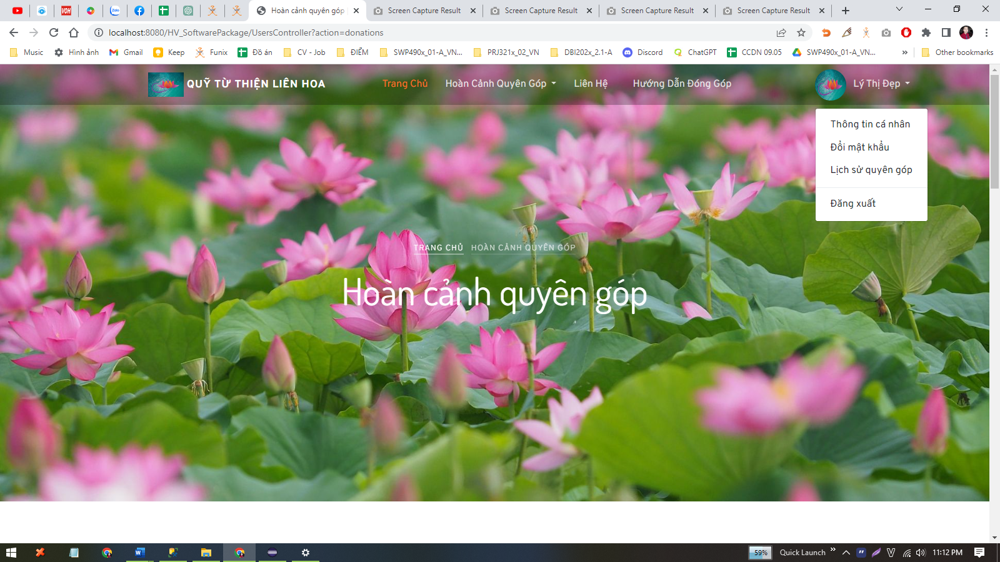 VOH
Zalo
Hoàn cảnh quyên góp
Screen Capture Result
Screen Capture Result
Screen Capture Result
Screen Capture Result
localhost:8080/HV_SoftwarePackage/UsersController?action=donations
Music
Hình ảnh
Gmail
Keep
Funix
Đồ án
CV - Job
ĐIỂM
SWP490x_01-A_VN...
PRJ321x_02_VN
DBI202x_2.1-A
Discord
ChatGPT
CCDN 09.05
SWP490x_01-A_VN...
»
Other bookmarks
QUỸ TỪ THIỆN LIÊN HOA
Trang Chủ
Hoàn Cảnh Quyên Góp
Liên Hệ
Hướng Dẫn Đóng Góp
Lý Thị Đẹp
Thông tin cá nhân
Đổi mật khẩu
Lịch sử quyên góp
Đăng xuất
TRANG CHỦ
HOÀN CẢNH QUYÊN GÓP
Hoàn cảnh quyên góp
59%
Quick Launch
»
11:12 PM